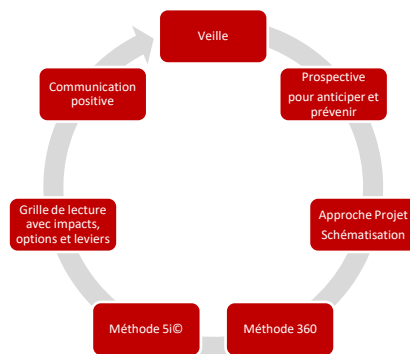 Veille
Prospective
pour anticiper et
prévenir
Approche Projet
Schématisation
Méthode 360
Méthode 5i©
Grille de lecture
avec impacts,
options et leviers
Communication
positive